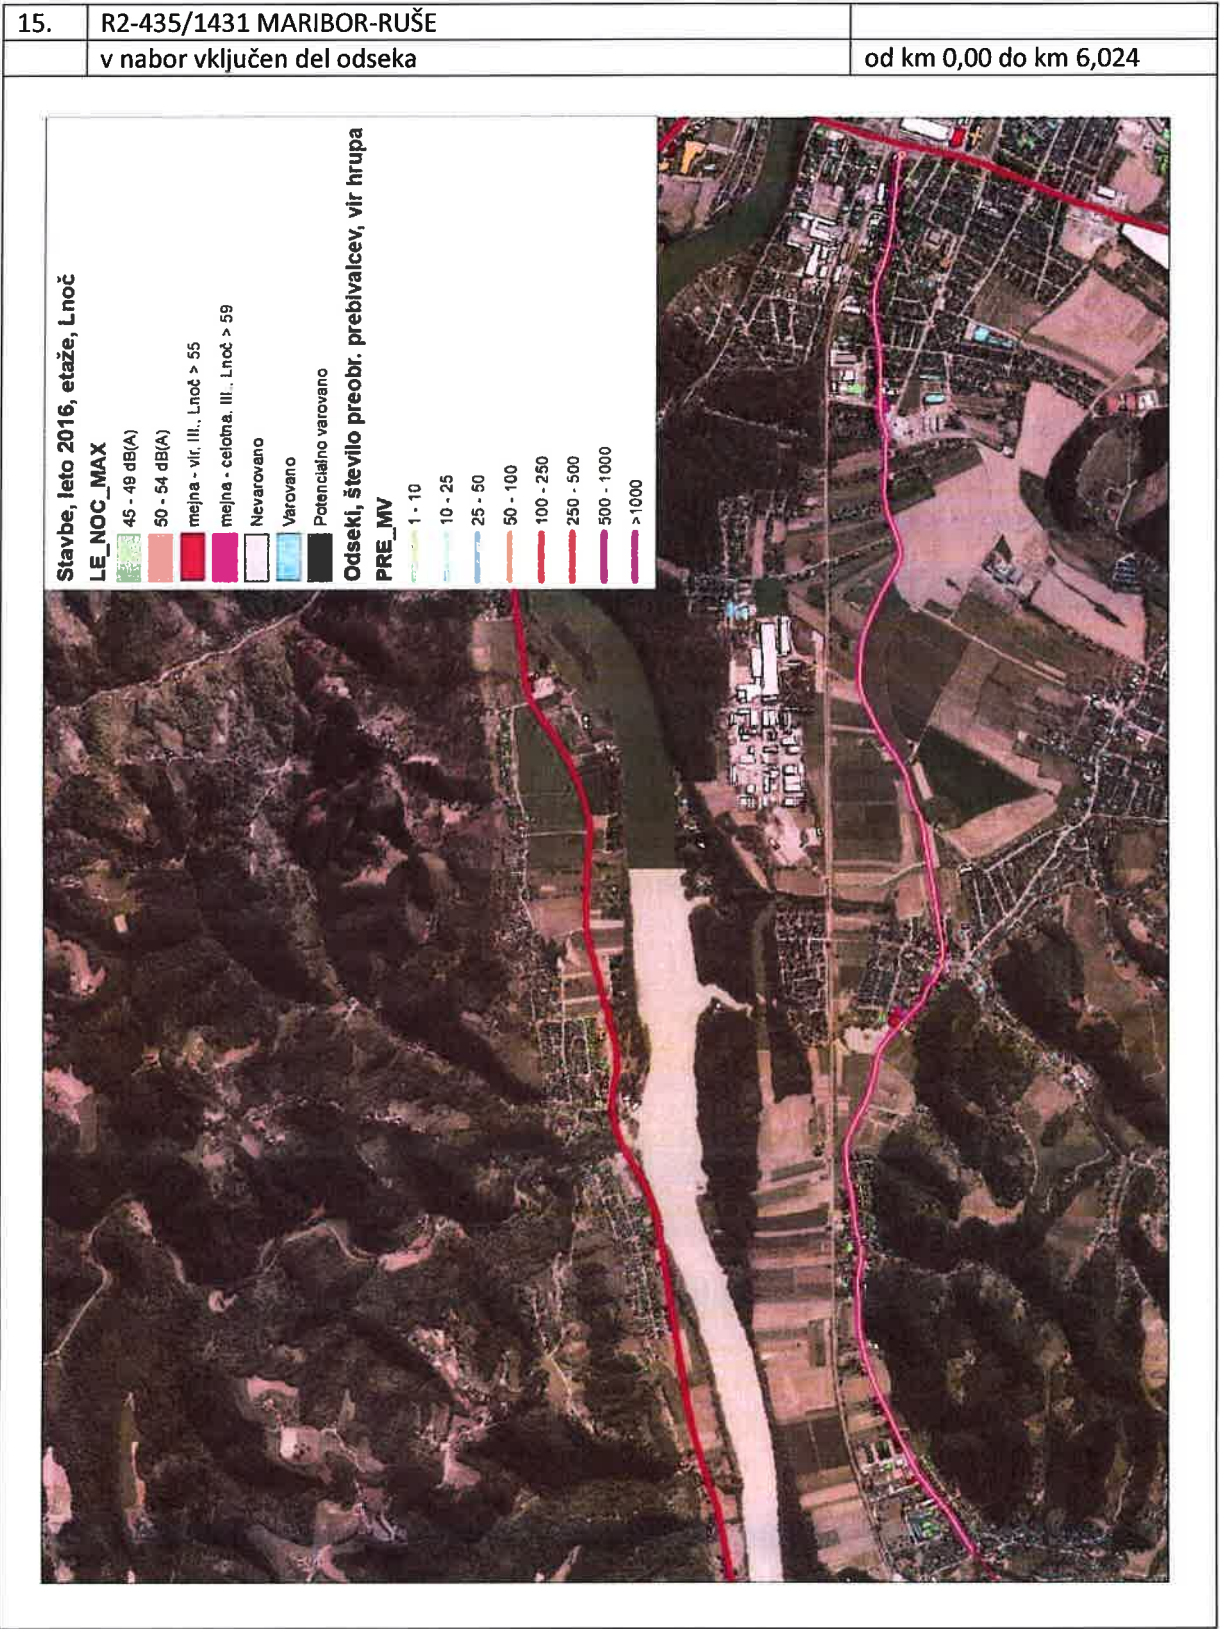 15. R2-435/1431 MARIBOR-RUŠE
v nabor vključen del odseka od km 0,00 do km 6,024
Stavbe, leto 2016, etaže, Lnoč
LE_NOC_MAX
45 - 49 dB(A)
50 - 54 dB(A)
mejna - vir, III., Lnoč > 55
mejna - celotna, III., Lnoč > 59
Nevarovano
Varovano
Potencialno varovano
Odseki, število preobr. prebivalcev, vir hrupa
PRE_MV
1 - 10
10 - 25
25 - 50
50 - 100
100 - 250
250 - 500
500 - 1000
>1000